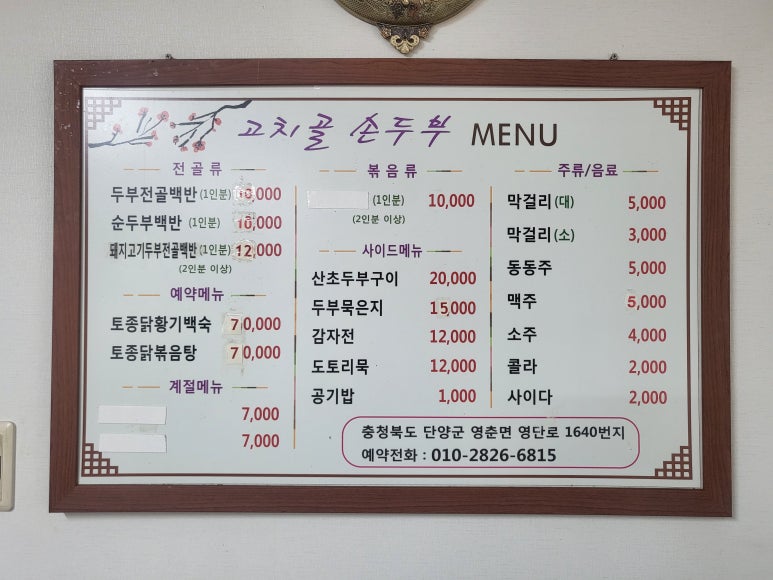 고치골 손두부 MENU
전골류
두부전골백반 (1인분) 10,000
순두부백반 (1인분) 10,000
돼지고기두부전골백반 (1인분) 12,000
(2인분 이상)
예약메뉴
토종닭황기백숙 70,000
토종닭볶음탕 70,000
계절메뉴
7,000
7,000
볶음류
(1인분) 10,000
(2인분 이상)
사이드메뉴
산초두부구이 20,000
두부묵은지 15,000
감자전 12,000
도토리묵 12,000
공기밥 1,000
주류/음료
막걸리 (대) 5,000
막걸리 (소) 3,000
동동주 5,000
맥주 5,000
소주 4,000
콜라 2,000
사이다 2,000
충청북도 단양군 영춘면 영단로 1640번지
예약전화 : 010-2826-6815